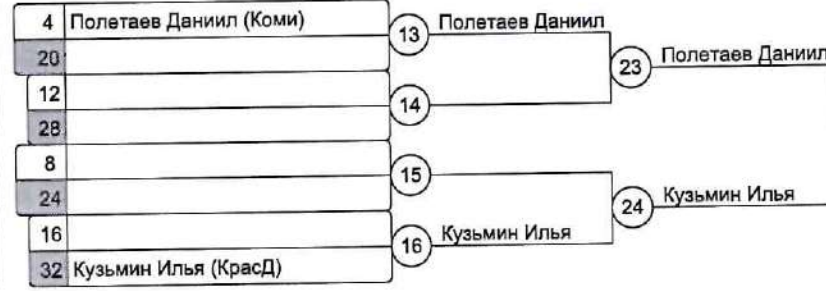 4 Полетаев Даниил (Коми)
13 Полетаев Даниил
20
23 Полетаев Даниил
12
14
28
8
15
24
24 Кузьмин Илья
16
16 Кузьмин Илья
32 Кузьмин Илья (КрасД)